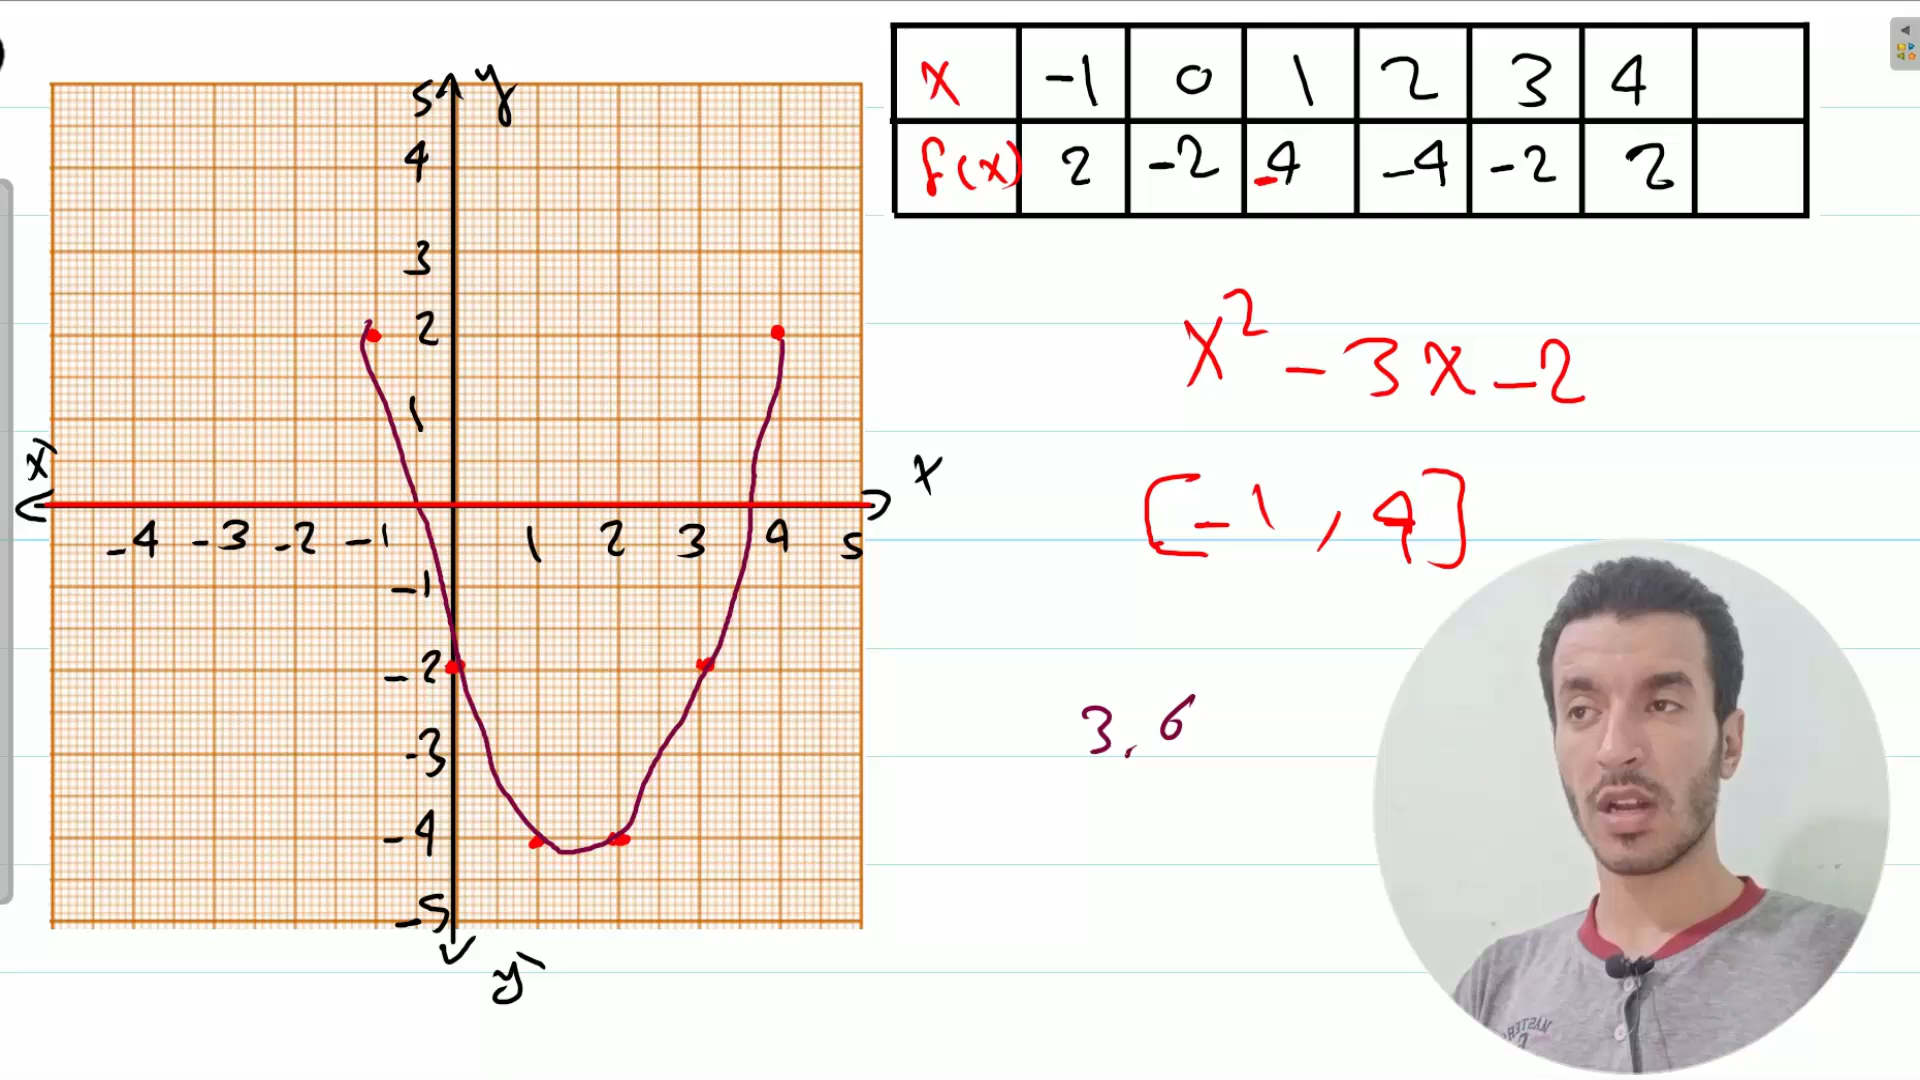 x -1 0 1 2 3 4
f(x) 2 -2 -4 -4 -2 2
x² - 3x - 2
[-1, 4]
3,6
y
5
4
3
2
1
x' x
-4 -3 -2 -1 1 2 3 4 5
-1
-2
-3
-4
-5
y'